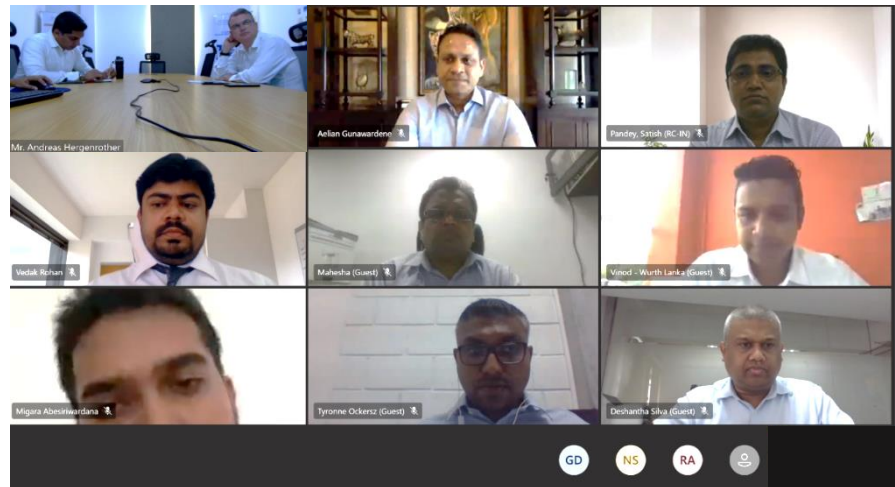 Mr. Andreas Hergenrother
Aelian Gunawardene
Pandey, Satish (RC-IN)
Vedak Rohan
Mahesha (Guest)
Vinod - Wurth Lanka (Guest)
Migara Abesiriwardana
Tyronne Ockersz (Guest)
Deshantha Silva (Guest)
GD
NS
RA